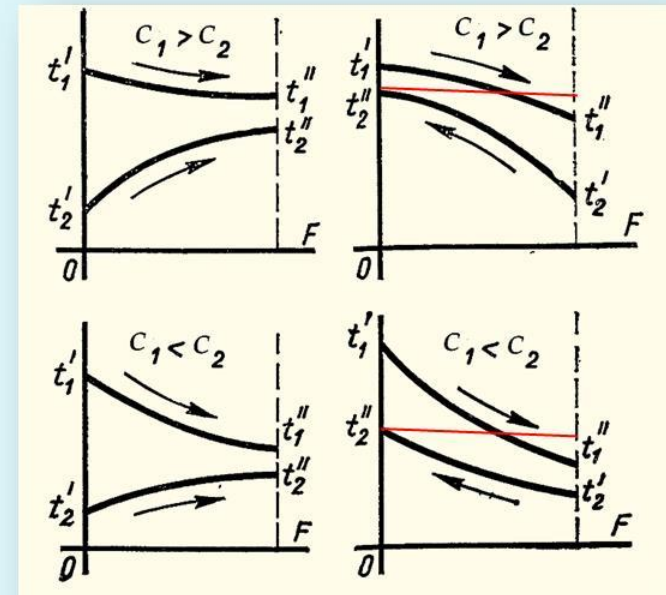 C₁ > C₂
t₁′
t₁″
t₂″
t₂′
F
0
C₁ > C₂
t₁′
t₂″
t₁″
t₂′
F
0
C₁ < C₂
t₁′
t₁″
t₂″
t₂′
F
0
C₁ < C₂
t₁′
t₂″
t₁″
t₂′
F
0